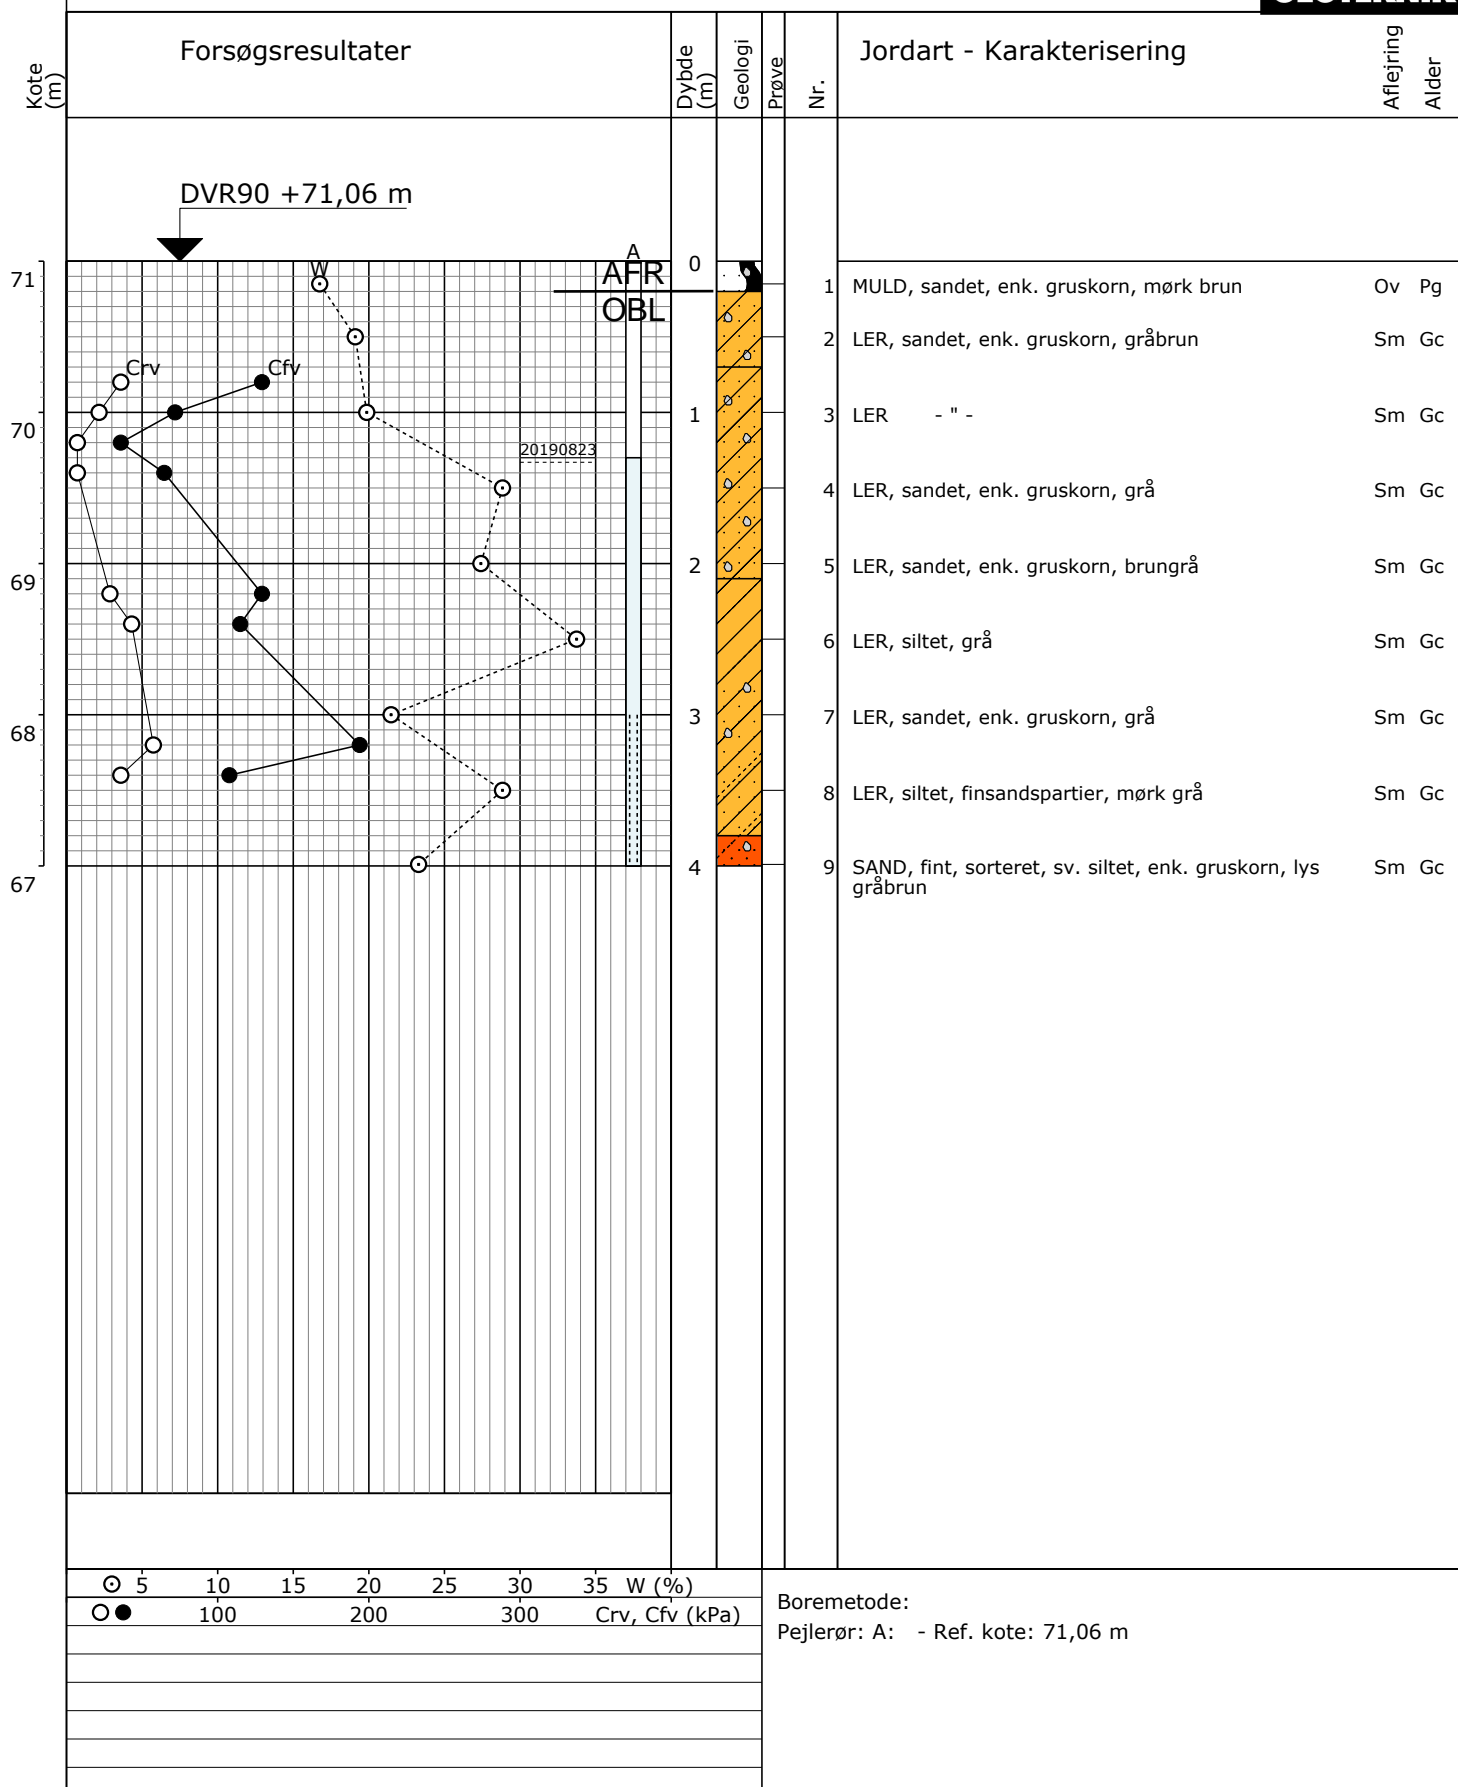 Kote (m)
Forsøgsresultater
Dybde (m)
Geologi
Prøve
Nr.
Jordart - Karakterisering
Aflejring
Alder
DVR90 +71,06 m
A
W
AFR
OBL
71
0
1 MULD, sandet, enk. gruskorn, mørk brun Ov Pg
2 LER, sandet, enk. gruskorn, gråbrun Sm Gc
Crv
Cfv
70
1
3 LER - " - Sm Gc
20190823
4 LER, sandet, enk. gruskorn, grå Sm Gc
69
2
5 LER, sandet, enk. gruskorn, brungrå Sm Gc
6 LER, siltet, grå Sm Gc
68
3
7 LER, sandet, enk. gruskorn, grå Sm Gc
8 LER, siltet, finsandspartier, mørk grå Sm Gc
67
4
9 SAND, fint, sorteret, sv. siltet, enk. gruskorn, lys Sm Gc
gråbrun
5 10 15 20 25 30 35 W (%)
100 200 300 Crv, Cfv (kPa)
Boremetode:
Pejlerør: A: - Ref. kote: 71,06 m